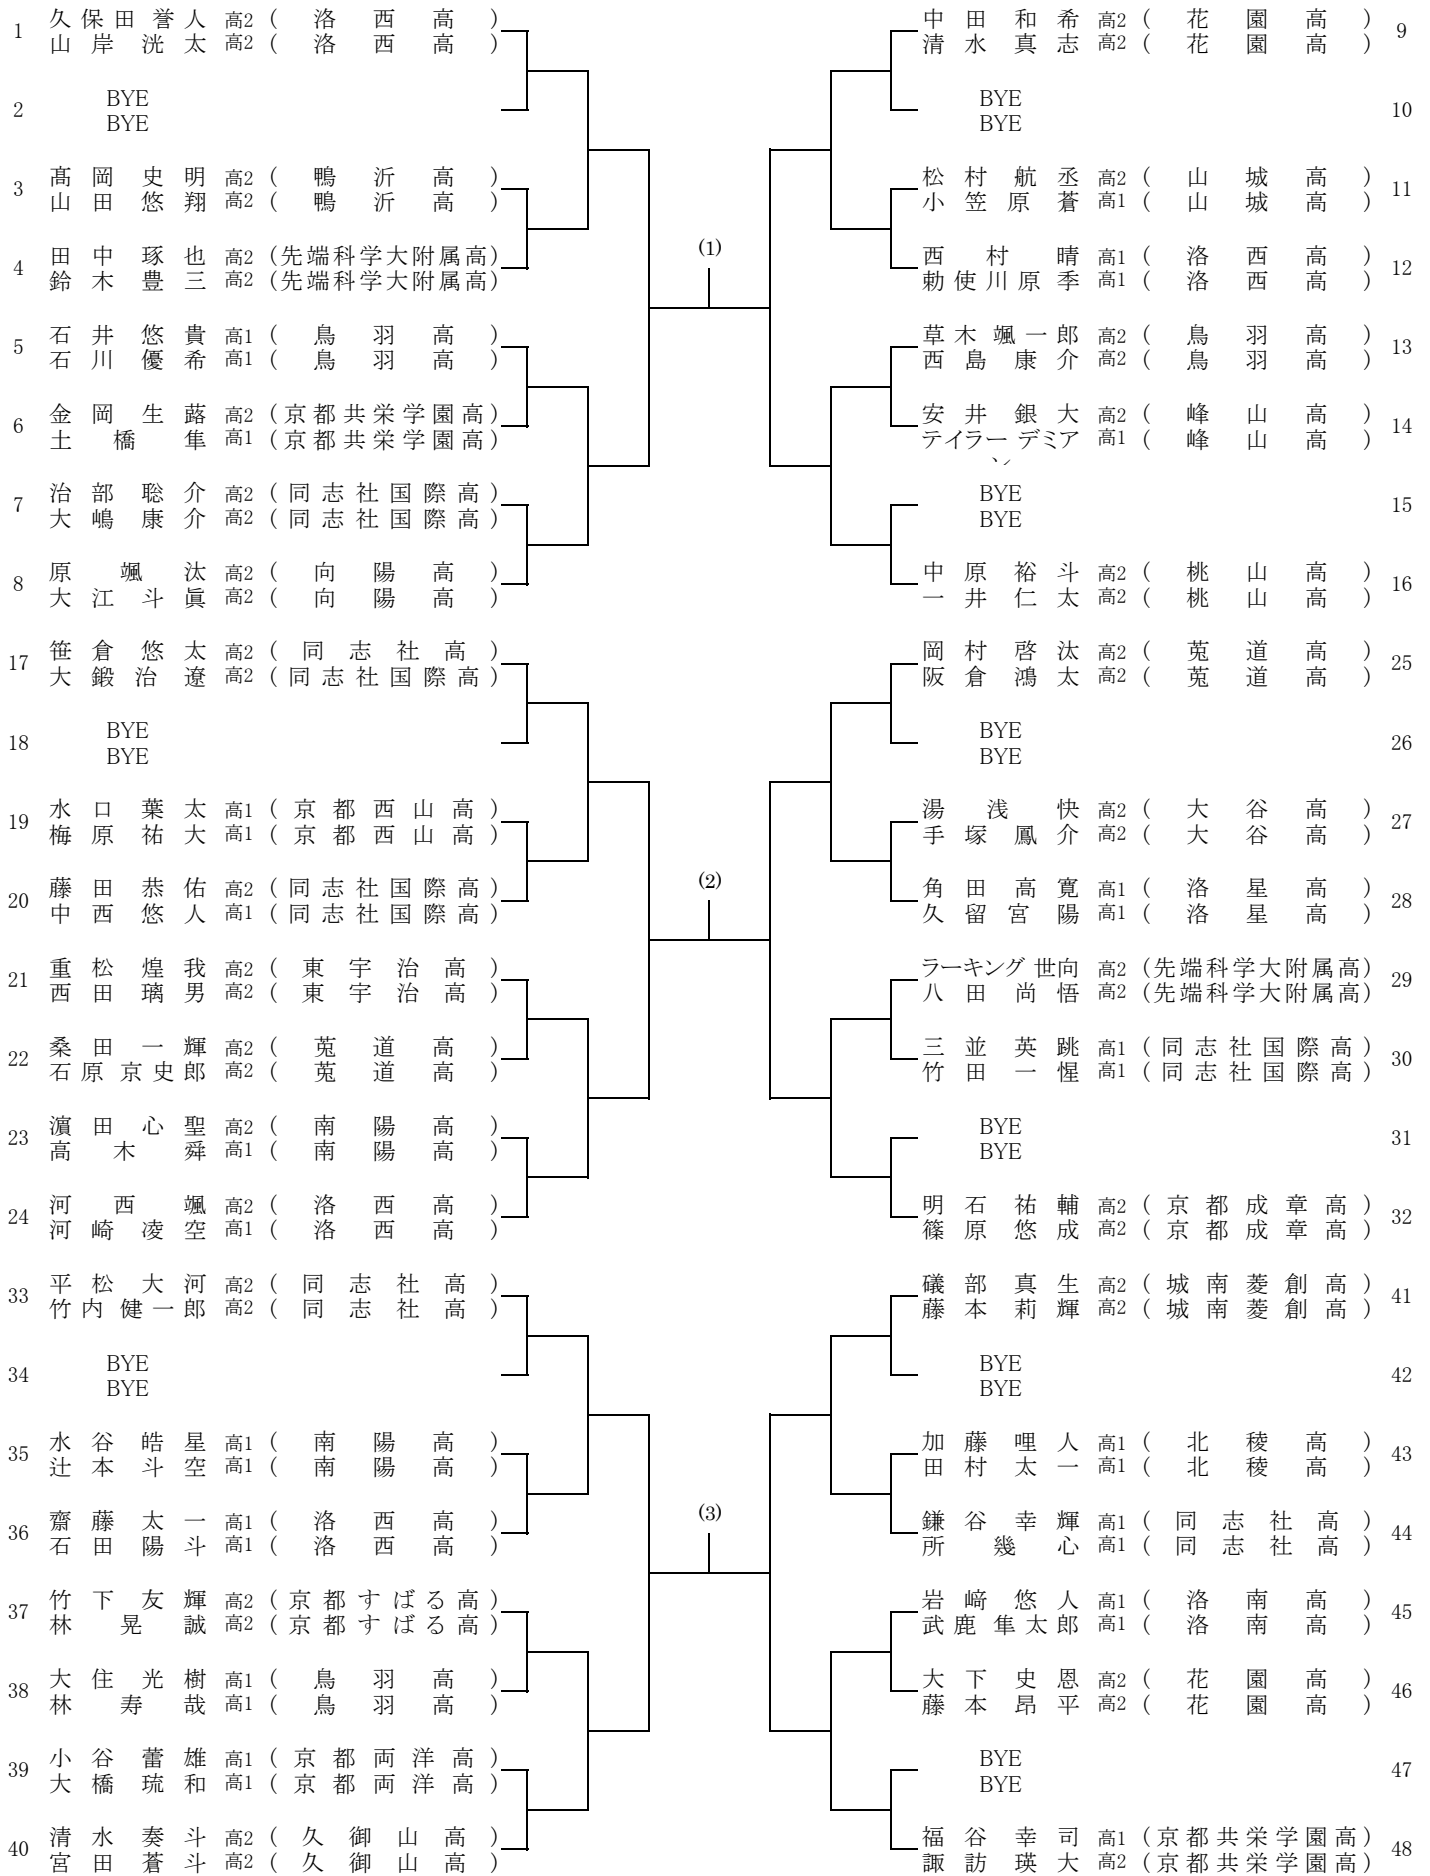 1 久保田誉人 高2 (洛西高)
山岸洸太 高2 (洛西高)
2 BYE
BYE
3 髙岡史明 高2 (鴨沂高)
山田悠翔 高2 (鴨沂高)
4 田中琢也 高2 (先端科学大附属高)
鈴木豊三 高2 (先端科学大附属高)
5 石井悠貴 高1 (鳥羽高)
石川優希 高1 (鳥羽高)
6 金岡生蕗 高2 (京都共栄学園高)
土橋隼 高1 (京都共栄学園高)
7 治部聡介 高2 (同志社国際高)
大嶋康介 高2 (同志社国際高)
8 原颯汰 高2 (向陽高)
大江斗眞 高2 (向陽高)
(1)
中田和希 高2 (花園高) 9
清水真志 高2 (花園高)
BYE 10
BYE
松村航丞 高2 (山城高) 11
小笠原蒼 高1 (山城高)
西村晴 高1 (洛西高) 12
勅使川原季 高1 (洛西高)
草木颯一郎 高2 (鳥羽高) 13
西島康介 高2 (鳥羽高)
安井銀大 高2 (峰山高) 14
テイラー デミア 高1 (峰山高)
ン
BYE 15
BYE
中原裕斗 高2 (桃山高) 16
一井仁太 高2 (桃山高)
17 笹倉悠太 高2 (同志社高)
大鍛治遼 高2 (同志社国際高)
18 BYE
BYE
19 水口葉太 高1 (京都西山高)
梅原祐大 高1 (京都西山高)
20 藤田恭佑 高2 (同志社国際高)
中西悠人 高1 (同志社国際高)
21 重松煌我 高2 (東宇治高)
西田璃男 高2 (東宇治高)
22 桑田一輝 高2 (莵道高)
石原京史郎 高2 (莵道高)
23 濵田心聖 高2 (南陽高)
高木舜 高1 (南陽高)
24 河西颯 高2 (洛西高)
河崎凌空 高1 (洛西高)
(2)
岡村啓汰 高2 (莵道高) 25
阪倉鴻太 高2 (莵道高)
BYE 26
BYE
湯浅快 高2 (大谷高) 27
手塚鳳介 高2 (大谷高)
角田高寛 高1 (洛星高) 28
久留宮陽 高1 (洛星高)
ラーキング 世向 高2 (先端科学大附属高) 29
八田尚悟 高2 (先端科学大附属高)
三並英跳 高1 (同志社国際高) 30
竹田一惺 高1 (同志社国際高)
BYE 31
BYE
明石祐輔 高2 (京都成章高) 32
篠原悠成 高2 (京都成章高)
33 平松大河 高2 (同志社高)
竹内健一郎 高2 (同志社高)
34 BYE
BYE
35 水谷皓星 高1 (南陽高)
辻本斗空 高1 (南陽高)
36 齋藤太一 高1 (洛西高)
石田陽斗 高1 (洛西高)
37 竹下友輝 高2 (京都すばる高)
林晃誠 高2 (京都すばる高)
38 大住光樹 高1 (鳥羽高)
林寿哉 高1 (鳥羽高)
39 小谷蕾雄 高1 (京都両洋高)
大橋琉和 高1 (京都両洋高)
40 清水奏斗 高2 (久御山高)
宮田蒼斗 高2 (久御山高)
(3)
礒部真生 高2 (城南菱創高) 41
藤本莉輝 高2 (城南菱創高)
BYE 42
BYE
加藤哩人 高1 (北稜高) 43
田村太一 高1 (北稜高)
鎌谷幸輝 高1 (同志社高) 44
所幾心 高1 (同志社高)
岩﨑悠人 高1 (洛南高) 45
武鹿隼太郎 高1 (洛南高)
大下史恩 高2 (花園高) 46
藤本昂平 高2 (花園高)
BYE 47
BYE
福谷幸司 高1 (京都共栄学園高) 48
諏訪瑛大 高2 (京都共栄学園高)